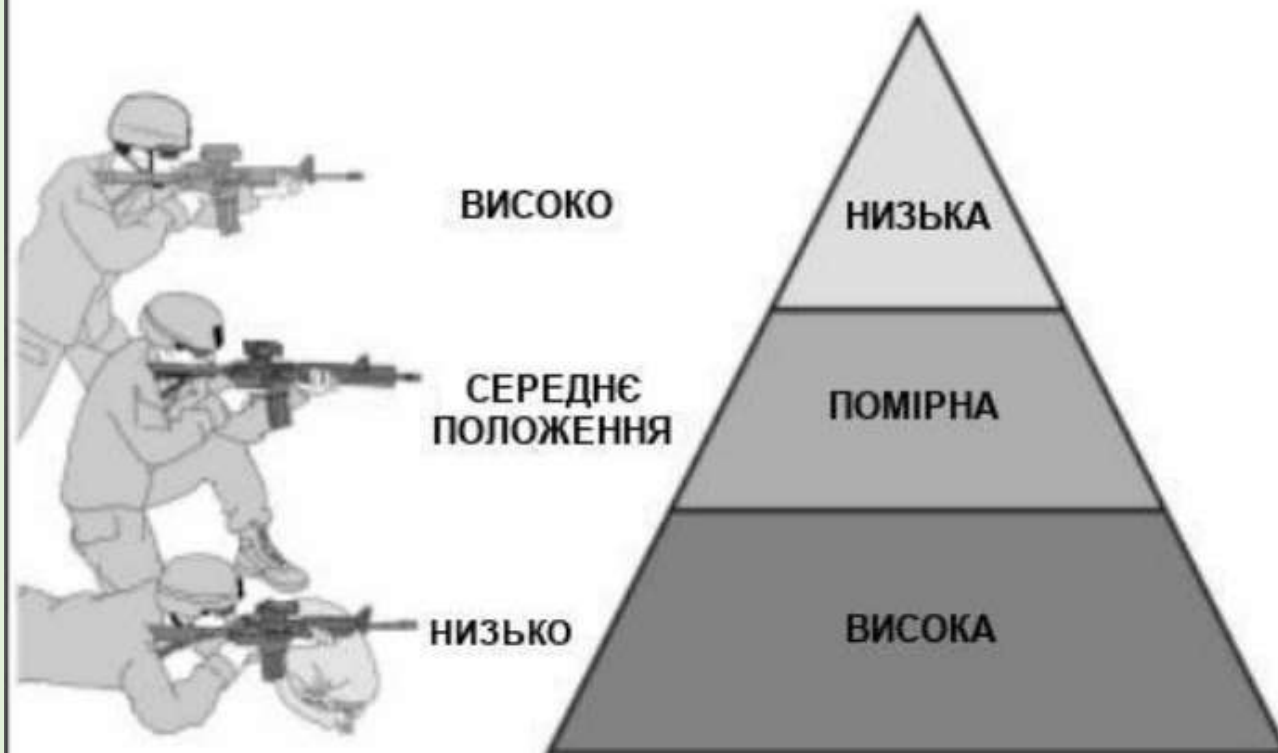 ВИСОКО
НИЗЬКА
СЕРЕДНЄ
ПОЛОЖЕННЯ
ПОМІРНА
НИЗЬКО
ВИСОКА